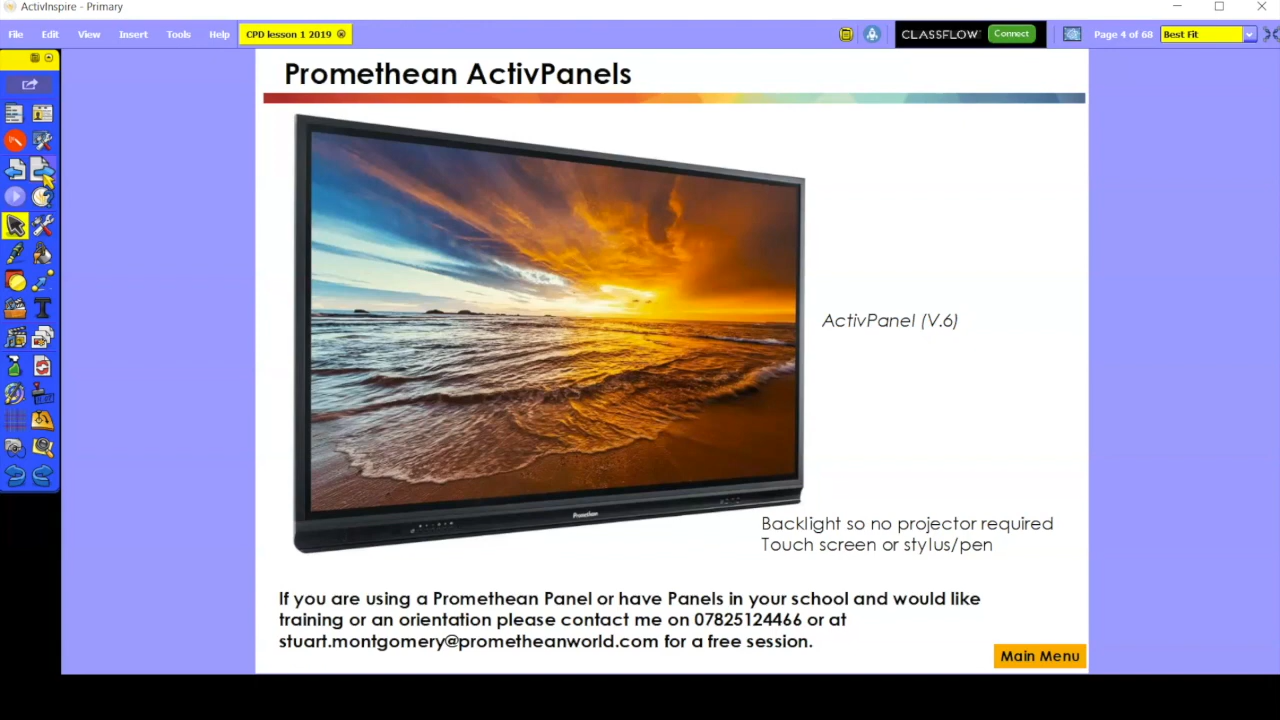 ActivInspire - Primary
File Edit View Insert Tools Help CPD lesson 1 2019 CLASSFLOW Connect Page 4 of 68 Best Fit
Promethean ActivPanels
ActivPanel (V.6)
Promethean
Backlight so no projector required
Touch screen or stylus/pen
If you are using a Promethean Panel or have Panels in your school and would like
training or an orientation please contact me on 07825124466 or at
stuart.montgomery@prometheanworld.com for a free session.
Main Menu